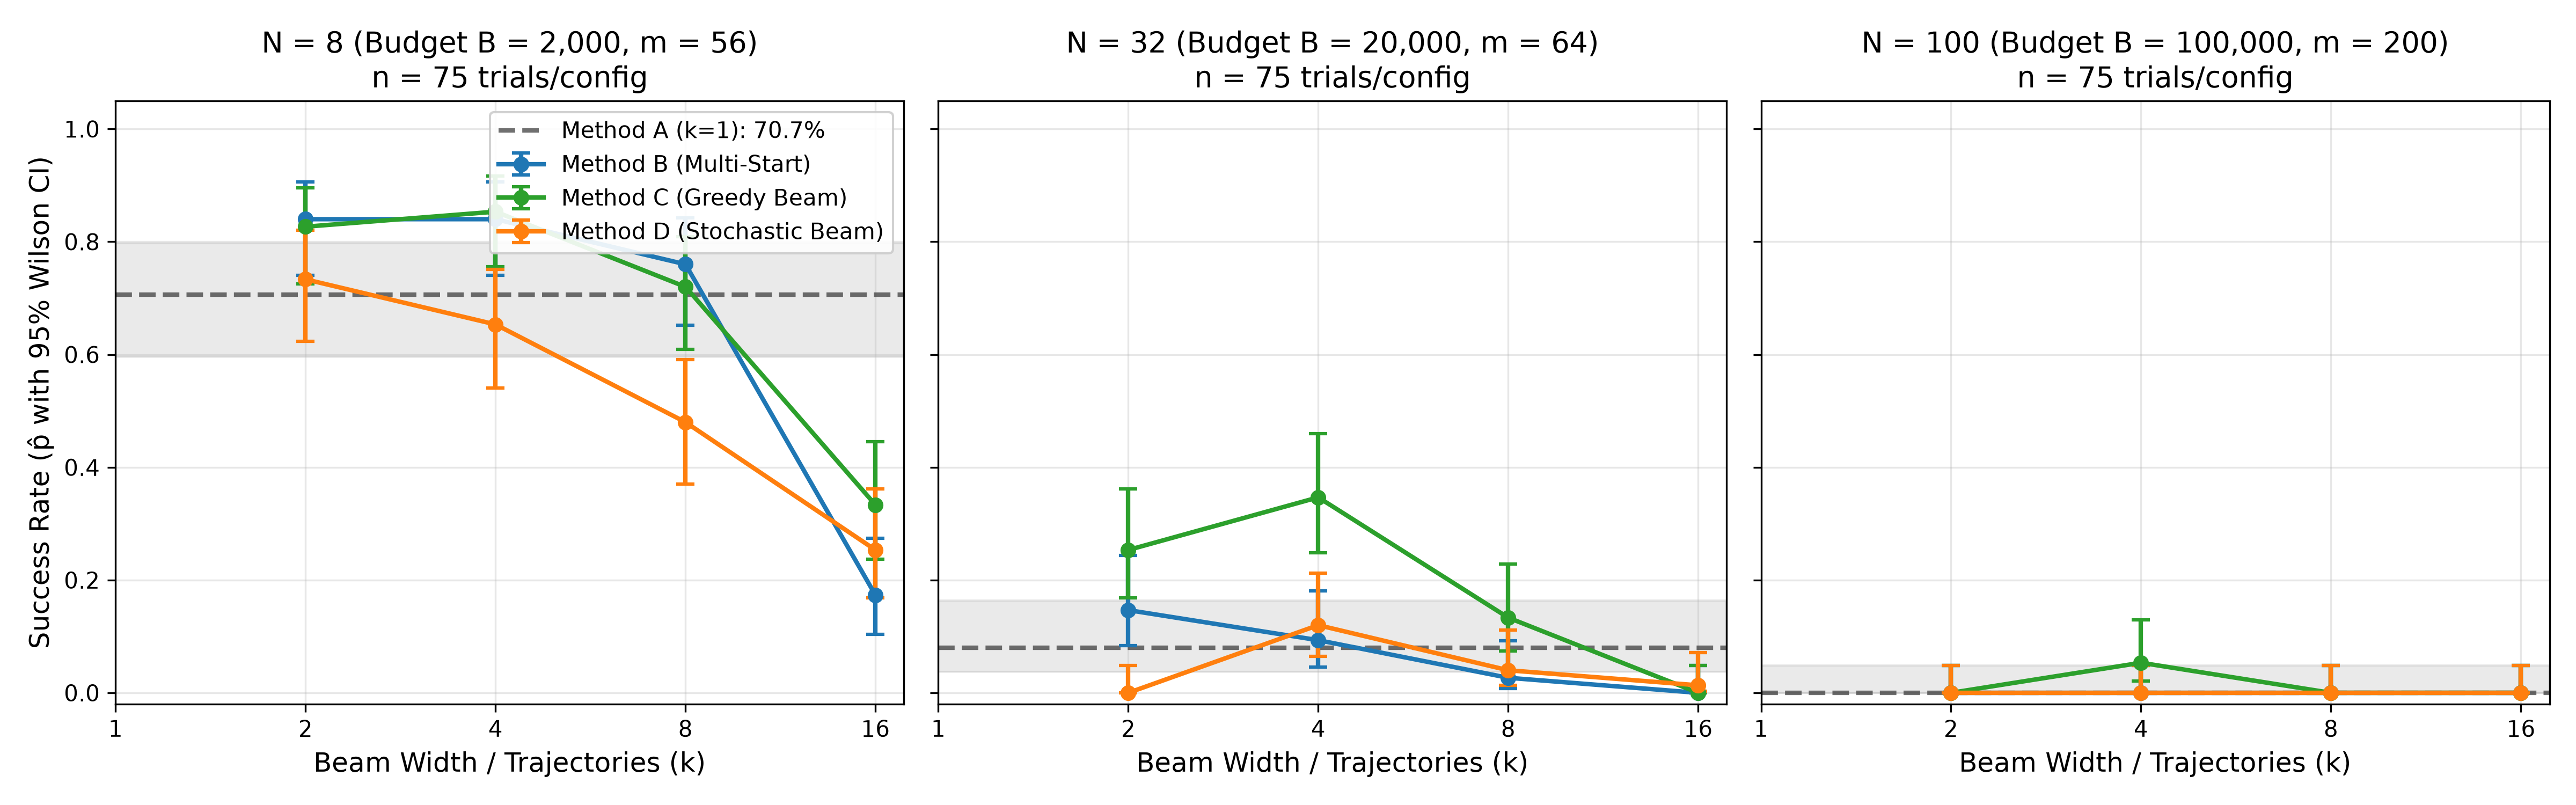 N = 8 (Budget B = 2,000, m = 56)
n = 75 trials/config
N = 32 (Budget B = 20,000, m = 64)
n = 75 trials/config
N = 100 (Budget B = 100,000, m = 200)
n = 75 trials/config
Success Rate (p̂ with 95% Wilson CI)
1.0
0.8
0.6
0.4
0.2
0.0
Method A (k=1): 70.7%
Method B (Multi-Start)
Method C (Greedy Beam)
Method D (Stochastic Beam)
1 2 4 8 16
1 2 4 8 16
1 2 4 8 16
Beam Width / Trajectories (k)
Beam Width / Trajectories (k)
Beam Width / Trajectories (k)